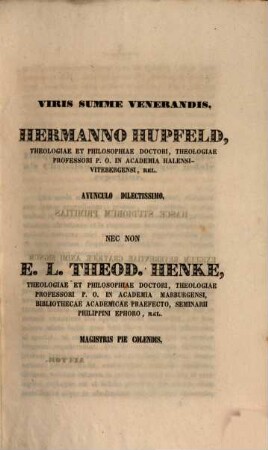 VIRIS SUMME VENERANDIS,
HERMANNO HUPFELD,
THEOLOGIAE ET PHILOSOPHIAE DOCTORI, THEOLOGIAE
PROFESSORI P. O. IN ACADEMIA HALENSI-
VITEBERGENSI, REL.
AVUNCULO DILECTISSIMO,
NEC NON
E. L. THEOD. HENKE,
THEOLOGIAE ET PHILOSOPHIAE DOCTORI, THEOLOGIAE
PROFESSORI P. O. IN ACADEMIA MARBURGENSI,
BIBLIOTHECAE ACADEMICAE PRAEFECTO, SEMINARII
PHILIPPINI EPHORO, REL.
MAGISTRIS PIE COLENDIS.